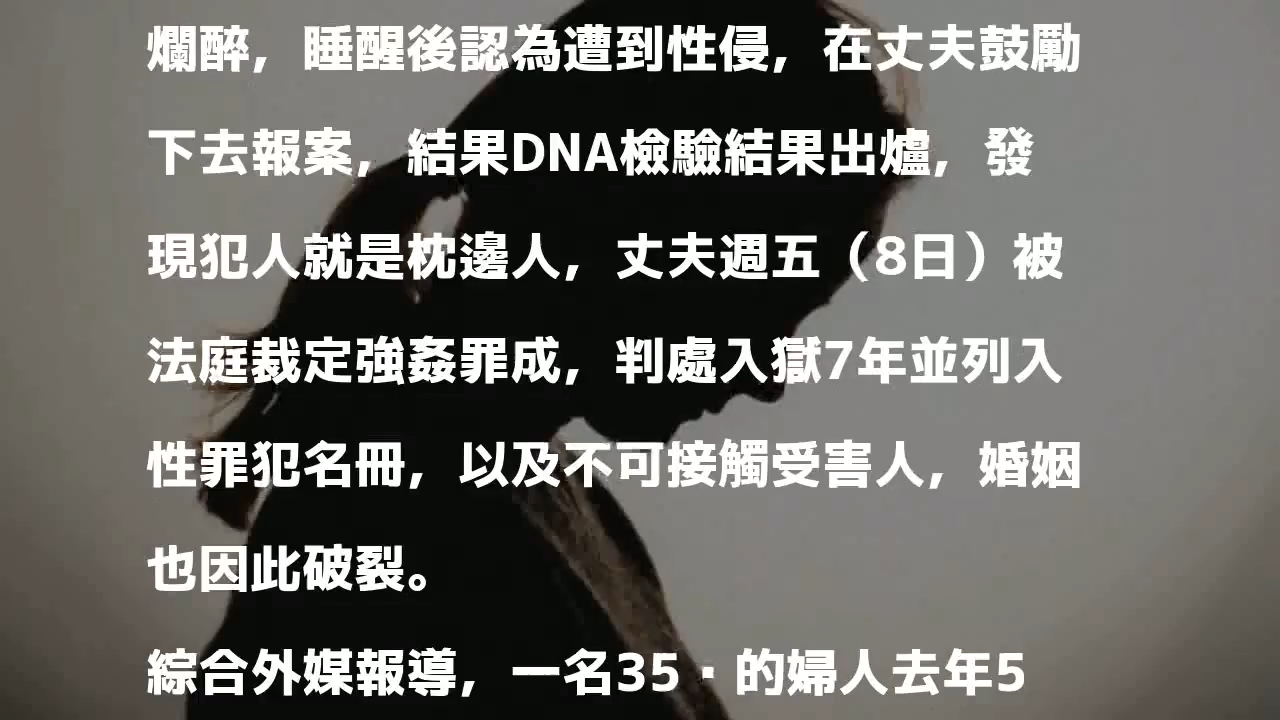 爛醉，睡醒後認為遭到性侵，在丈夫鼓勵
下去報案，結果DNA檢驗結果出爐，發
現犯人就是枕邊人，丈夫週五（8日）被
法庭裁定強姦罪成，判處入獄7年並列入
性罪犯名冊，以及不可接觸受害人，婚姻
也因此破裂。
綜合外媒報導，一名35·的婦人去年5